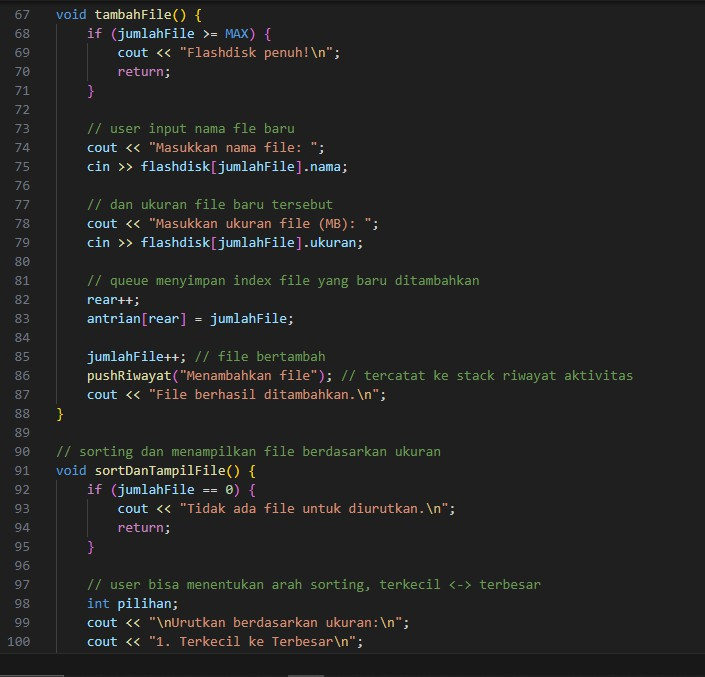 67 void tambahFile() {
68 if (jumlahFile >= MAX) {
69 cout << "Flashdisk penuh!\n";
70 return;
71 }
72
73 // user input nama fle baru
74 cout << "Masukkan nama file: ";
75 cin >> flashdisk[jumlahFile].nama;
76
77 // dan ukuran file baru tersebut
78 cout << "Masukkan ukuran file (MB): ";
79 cin >> flashdisk[jumlahFile].ukuran;
80
81 // queue menyimpan index file yang baru ditambahkan
82 rear++;
83 antrian[rear] = jumlahFile;
84
85 jumlahFile++; // file bertambah
86 pushRiwayat("Menambahkan file"); // tercatat ke stack riwayat aktivitas
87 cout << "File berhasil ditambahkan.\n";
88 }
89
90 // sorting dan menampilkan file berdasarkan ukuran
91 void sortDanTampilFile() {
92 if (jumlahFile == 0) {
93 cout << "Tidak ada file untuk diurutkan.\n";
94 return;
95 }
96
97 // user bisa menentukan arah sorting, terkecil <-> terbesar
98 int pilihan;
99 cout << "\nUrutkan berdasarkan ukuran:\n";
100 cout << "1. Terkecil ke Terbesar\n";